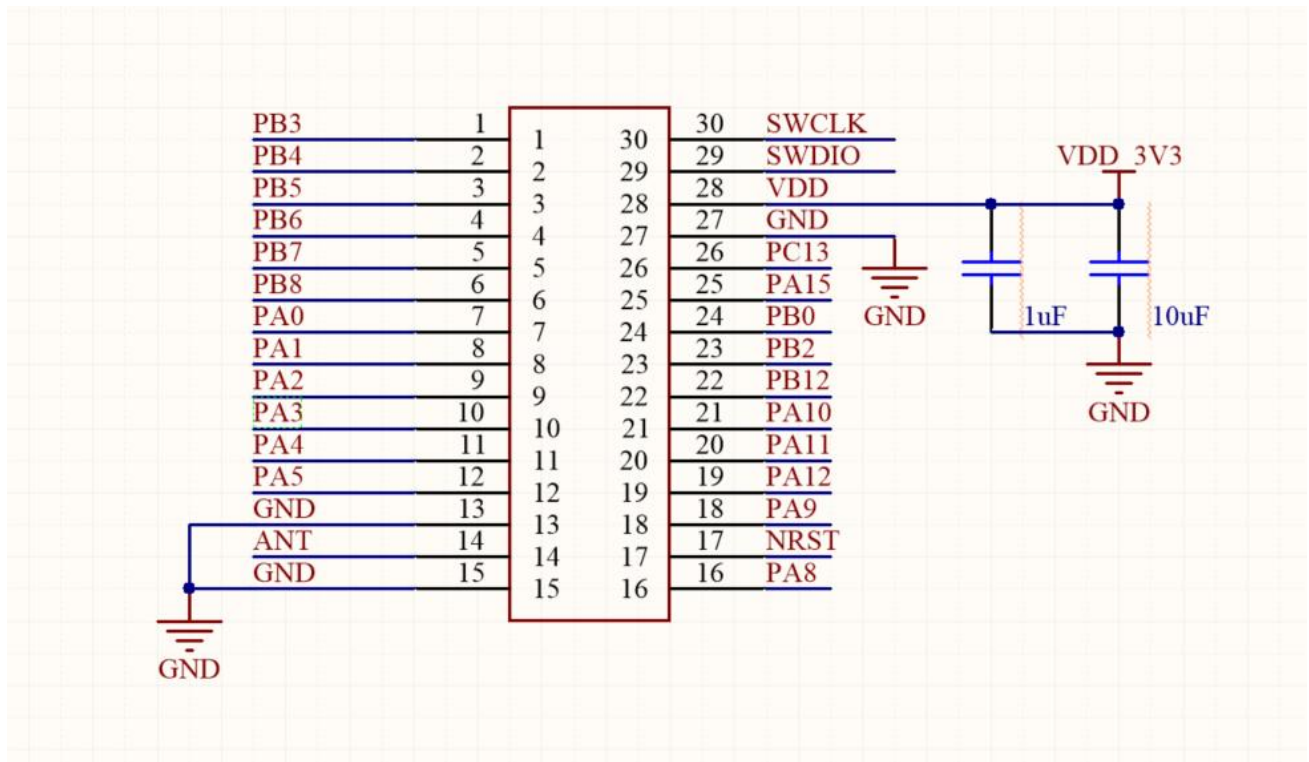 PB3 1 1 30 30 SWCLK
PB4 2 2 29 29 SWDIO
VDD_3V3
PB5 3 3 28 28 VDD
PB6 4 4 27 27 GND
PB7 5 5 26 26 PC13
PB8 6 6 25 25 PA15
PA0 7 7 24 24 PB0
GND
1uF
10uF
PA1 8 8 23 23 PB2
PA2 9 9 22 22 PB12
PA3 10 10 21 21 PA10
GND
PA4 11 11 20 20 PA11
PA5 12 12 19 19 PA12
GND 13 13 18 18 PA9
ANT 14 14 17 17 NRST
GND 15 15 16 16 PA8
GND